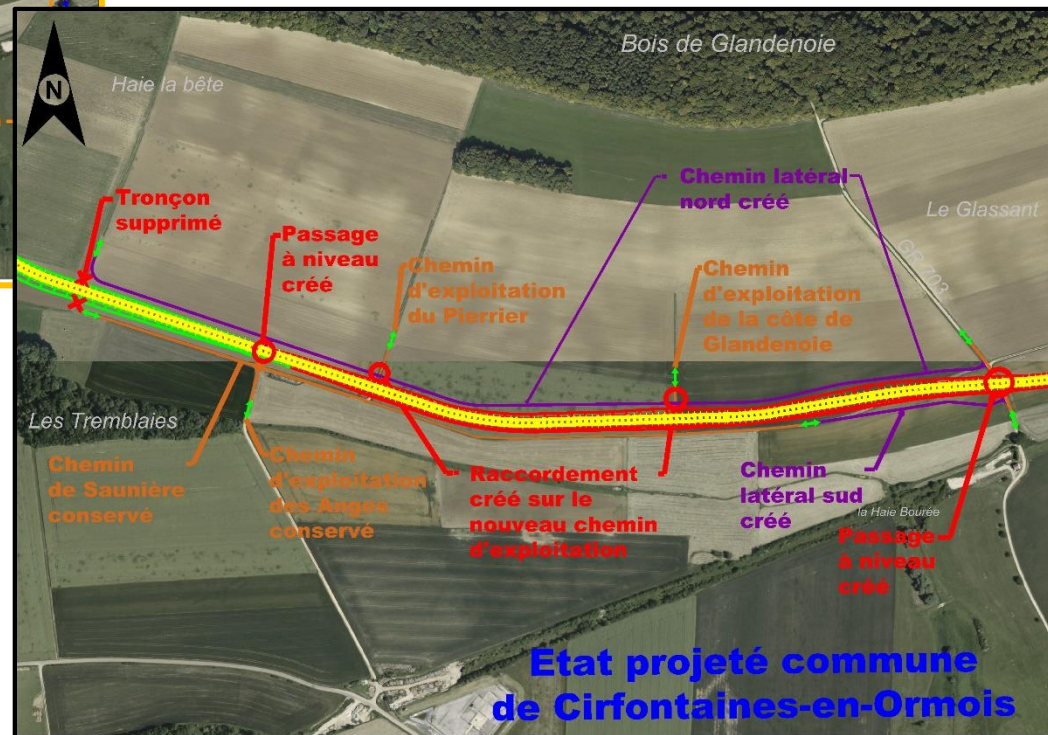 Bois de Glandenoie
N
Haie la bête
Chemin latéral
nord créé
Tronçon
supprimé
Le Glassant
Passage
à niveau
créé
GR 703
Chemin
d'exploitation
du Pierrier
Chemin
d'exploitation
de la côte de
Glandenoie
Les Tremblaies
Chemin
de Saunière
conservé
Chemin
d'exploitation
des Anges
conservé
Raccordement
créé sur le
nouveau chemin
d'exploitation
Chemin
latéral sud
créé
la Haie Bourée
Passage
à niveau
créé
Etat projeté commune
de Cirfontaines-en-Ormois